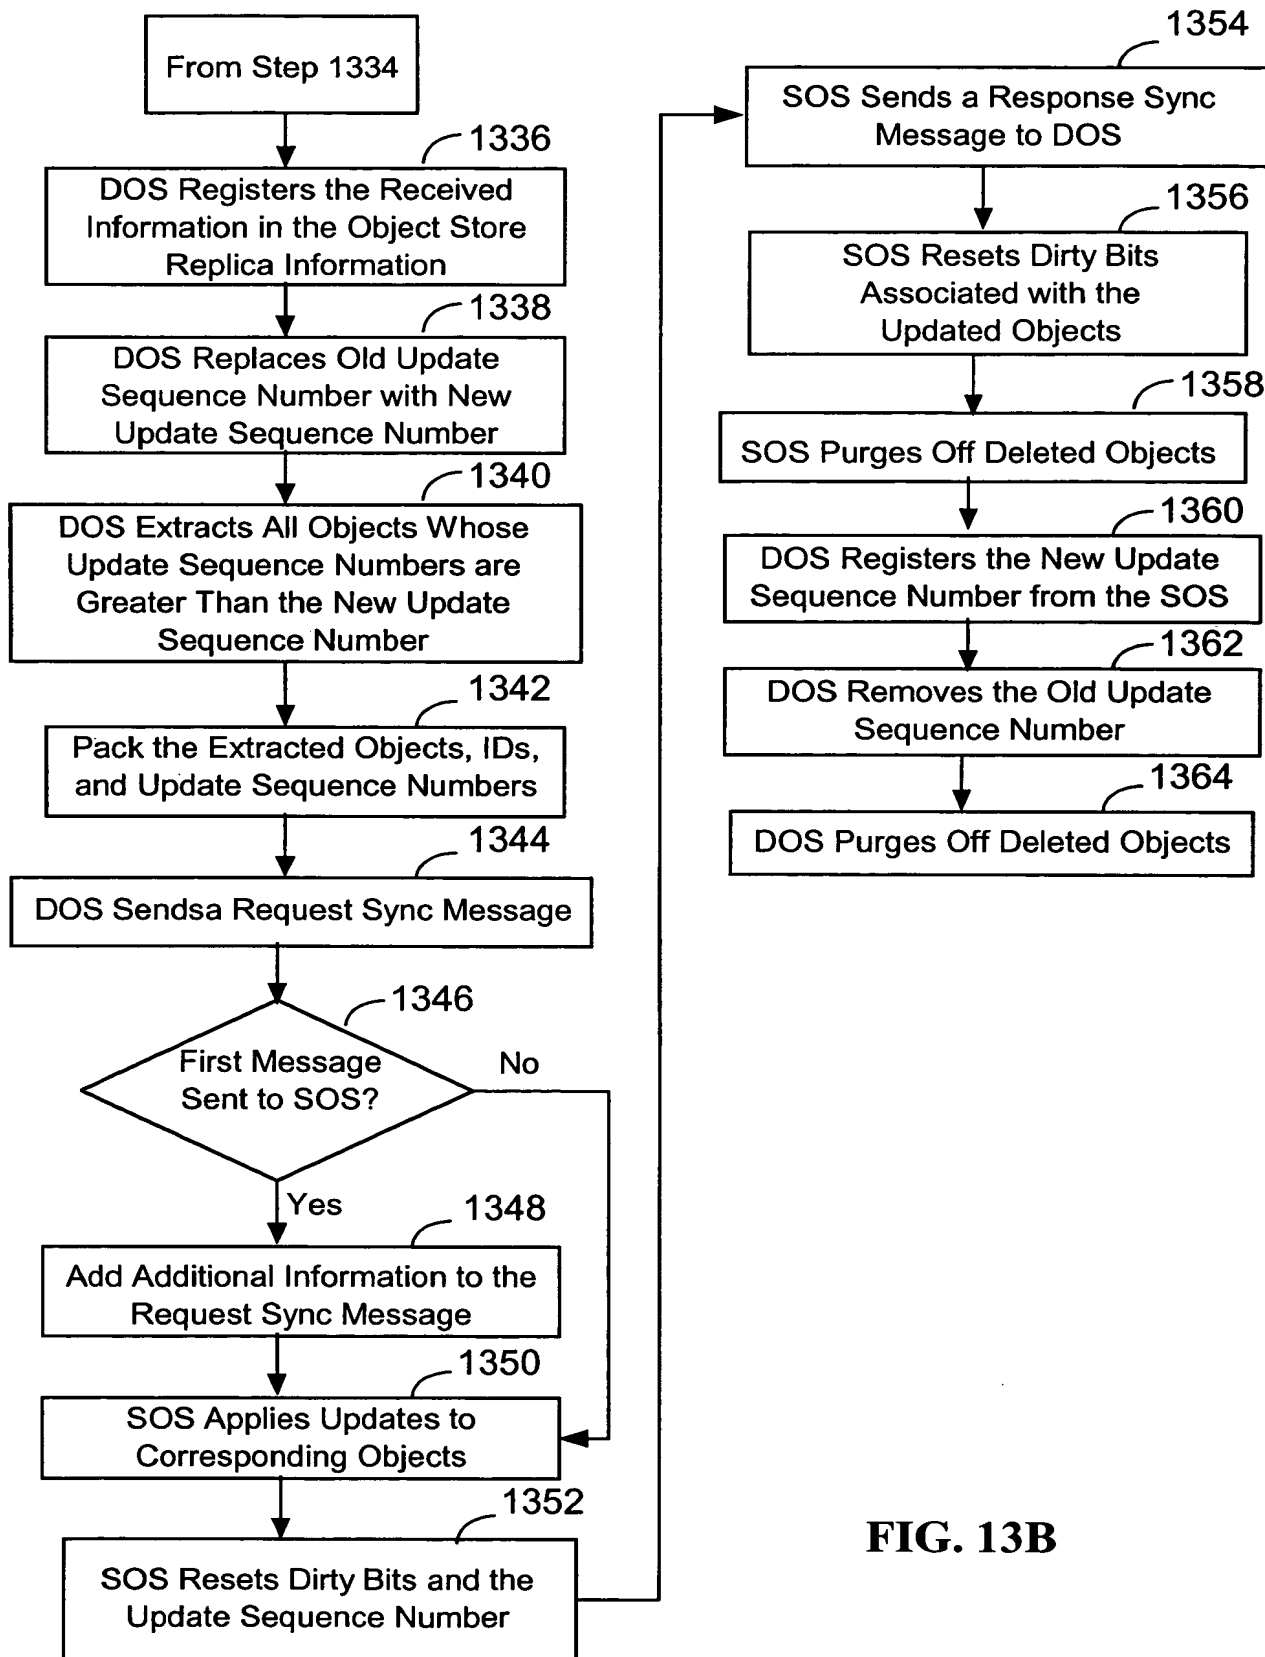 From Step 1334
1336
DOS Registers the Received
Information in the Object Store
Replica Information
1338
DOS Replaces Old Update
Sequence Number with New
Update Sequence Number
1340
DOS Extracts All Objects Whose
Update Sequence Numbers are
Greater Than the New Update
Sequence Number
1342
Pack the Extracted Objects, IDs,
and Update Sequence Numbers
1344
DOS Sendsa Request Sync Message
1346
First Message
Sent to SOS?
No
Yes
1348
Add Additional Information to the
Request Sync Message
1350
SOS Applies Updates to
Corresponding Objects
1352
SOS Resets Dirty Bits and the
Update Sequence Number
1354
SOS Sends a Response Sync
Message to DOS
1356
SOS Resets Dirty Bits
Associated with the
Updated Objects
1358
SOS Purges Off Deleted Objects
1360
DOS Registers the New Update
Sequence Number from the SOS
1362
DOS Removes the Old Update
Sequence Number
1364
DOS Purges Off Deleted Objects
FIG. 13B